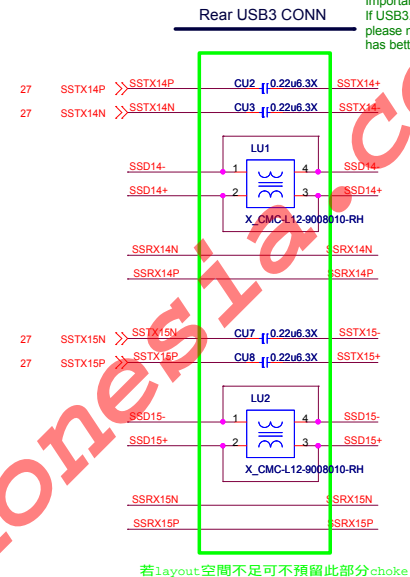 Rear USB3 CONN
If USB3
has bett
27 SSTX14P SSTX14P CU2 0.22u6.3X SSTX14+
27 SSTX14N SSTX14N CU3 0.22u6.3X SSTX14-
LU1
SSD14- 1 4 SSD14-
SSD14+ 2 3 SSD14+
X_CMC-L12-9008010-RH
SSRX14N SSRX14N
SSRX14P SSRX14P
27 SSTX15N SSTX15N CU7 0.22u6.3X SSTX15-
27 SSTX15P SSTX15P CU8 0.22u6.3X SSTX15+
LU2
SSD15- 1 4 SSD15-
SSD15+ 2 3 SSD15+
X_CMC-L12-9008010-RH
SSRX15N SSRX15N
SSRX15P SSRX15P
若layout空間不足可不預留此部分choke